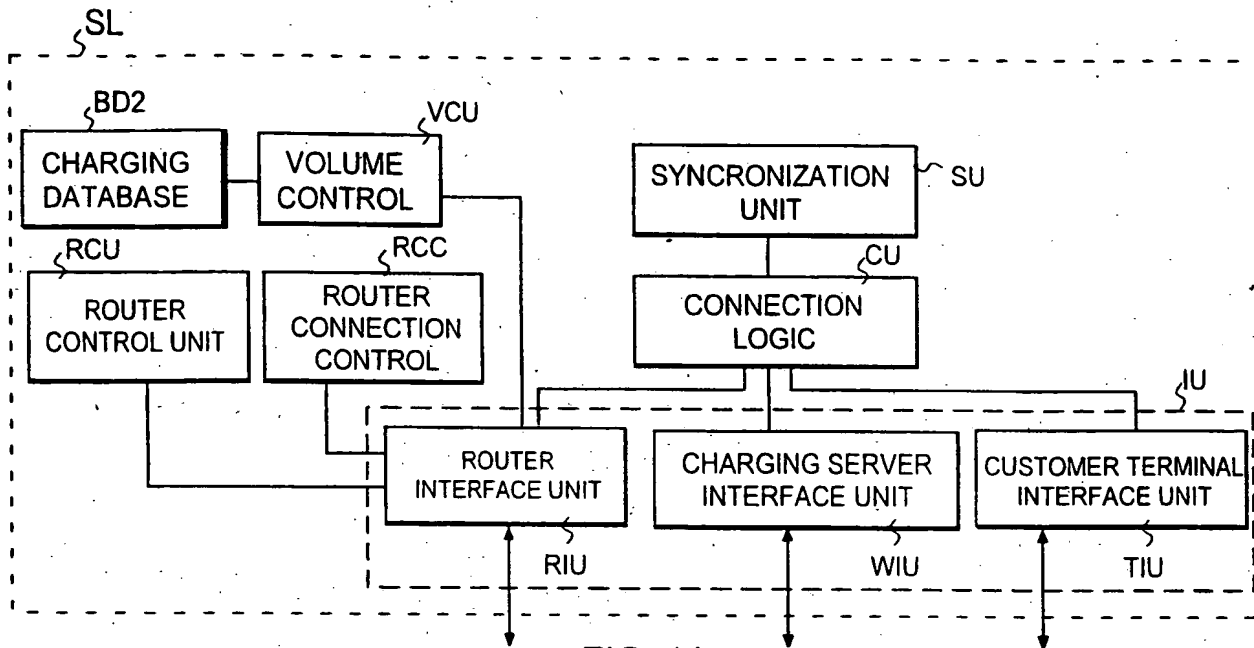 SL
BD2
CHARGING
DATABASE
VCU
VOLUME
CONTROL
SYNCRONIZATION
UNIT
SU
RCU
ROUTER
CONTROL UNIT
RCC
ROUTER
CONNECTION
CONTROL
CU
CONNECTION
LOGIC
IU
ROUTER
INTERFACE UNIT
CHARGING SERVER
INTERFACE UNIT
CUSTOMER TERMINAL
INTERFACE UNIT
RIU
WIU
TIU